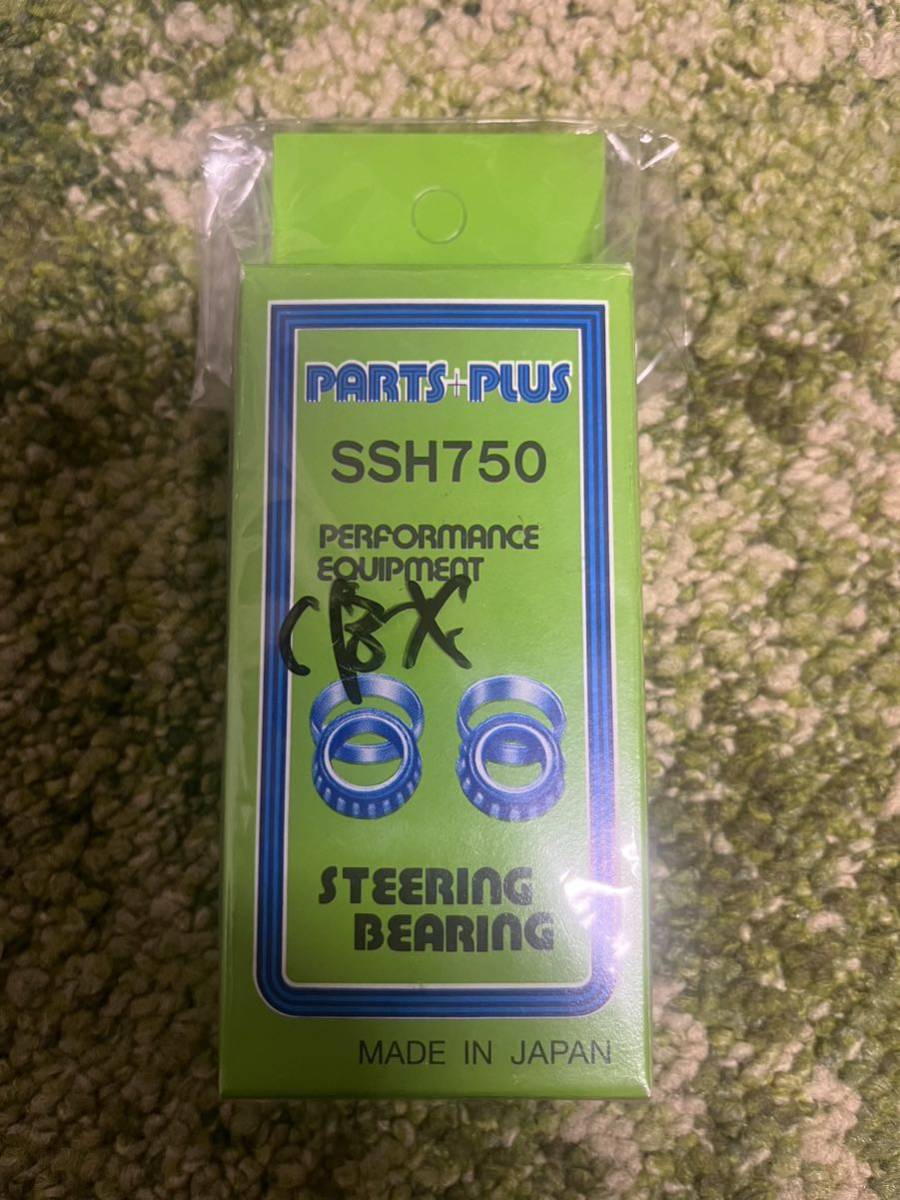 PARTS+PLUS
SSH750
PERFORMANCE
EQUIPMENT
CBX
STEERING
BEARING
MADE IN JAPAN